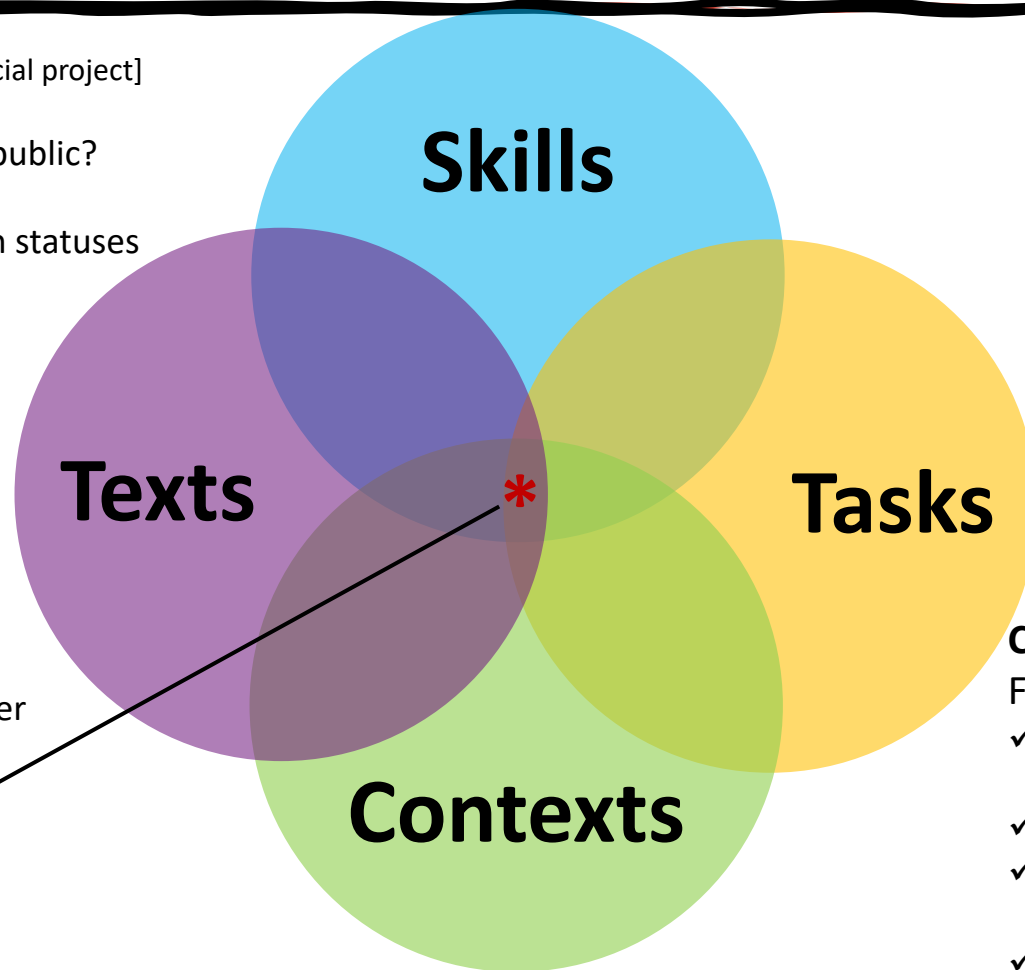 cial project]
Skills
public?
n statuses
Texts
*
Tasks
er
Contexts